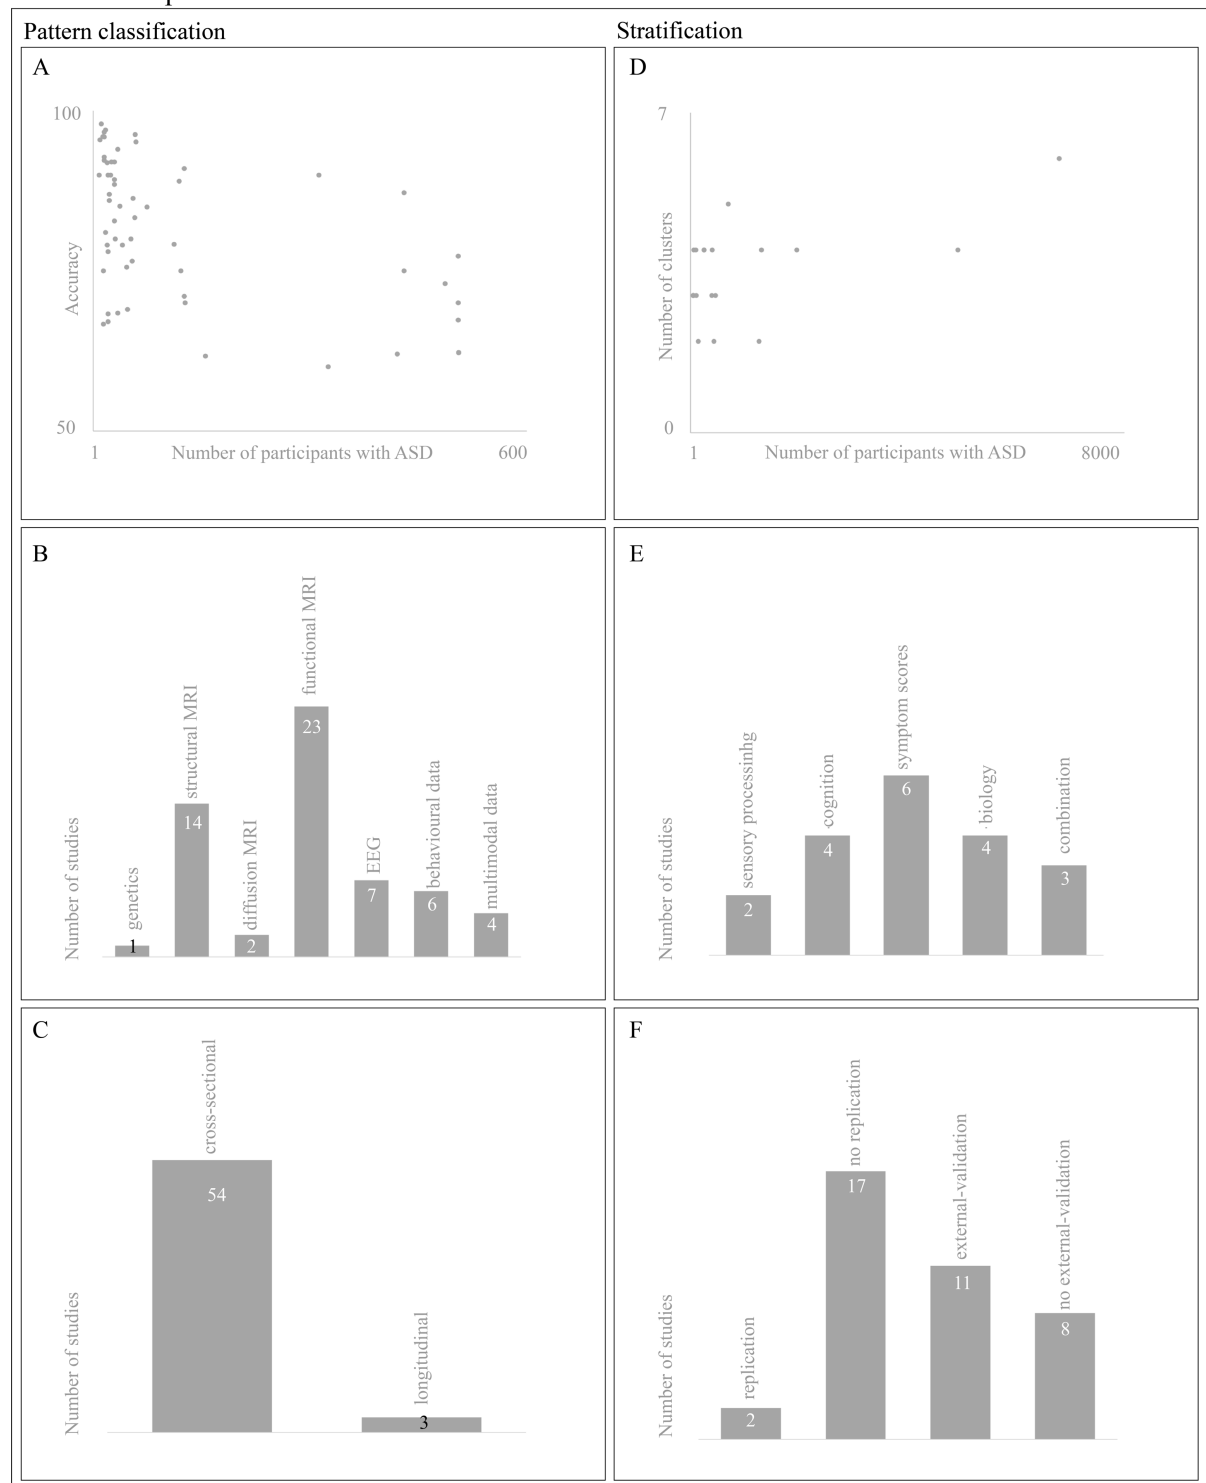 Pattern classification
A
100
Accuracy
50
1
Number of participants with ASD
600
B
Number of studies
genetics
1
structural MRI
14
diffusion MRI
2
functional MRI
23
EEG
7
behavioural data
6
multimodal data
4
C
Number of studies
cross-sectional
54
longitudinal
3
Stratification
D
7
Number of clusters
0
1
Number of participants with ASD
8000
E
Number of studies
sensory processinhg
2
cognition
4
symptom scores
6
biology
4
combination
3
F
Number of studies
replication
2
no replication
17
external-validation
11
no external-validation
8